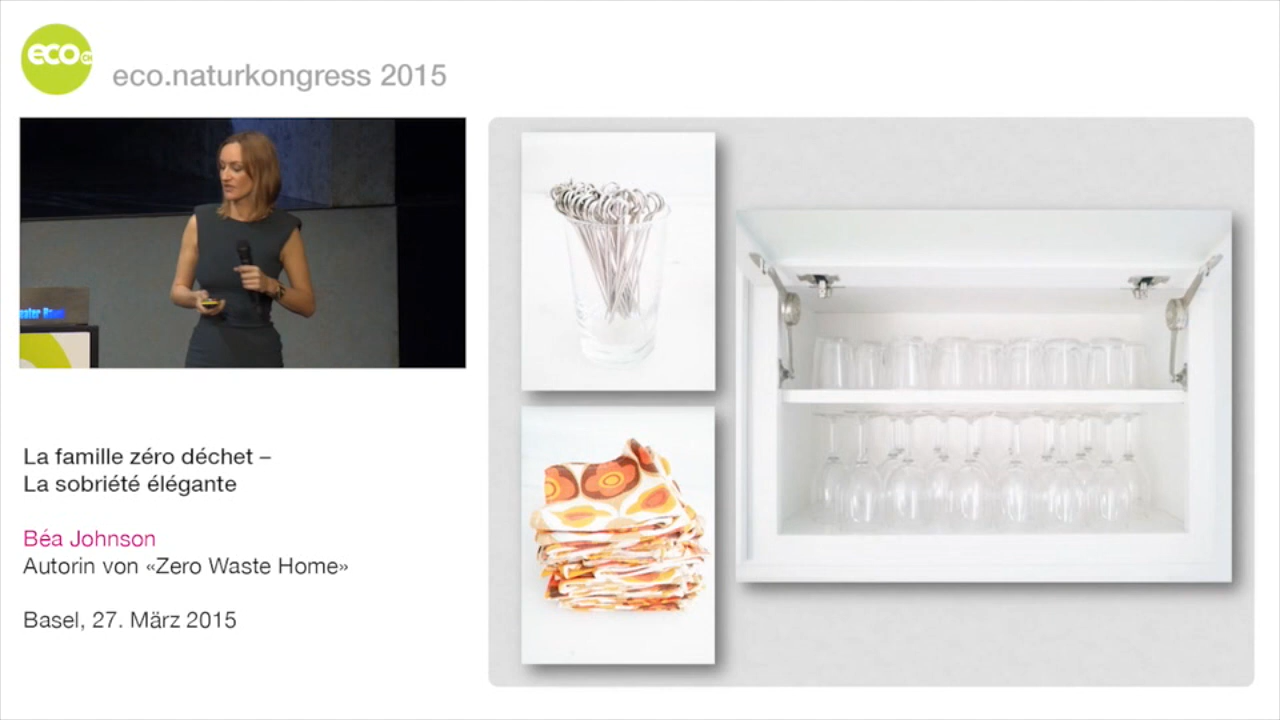 eco.ch
eco.naturkongress 2015
La famille zéro déchet –
La sobriété élégante
Béa Johnson
Autorin von «Zero Waste Home»
Basel, 27. März 2015